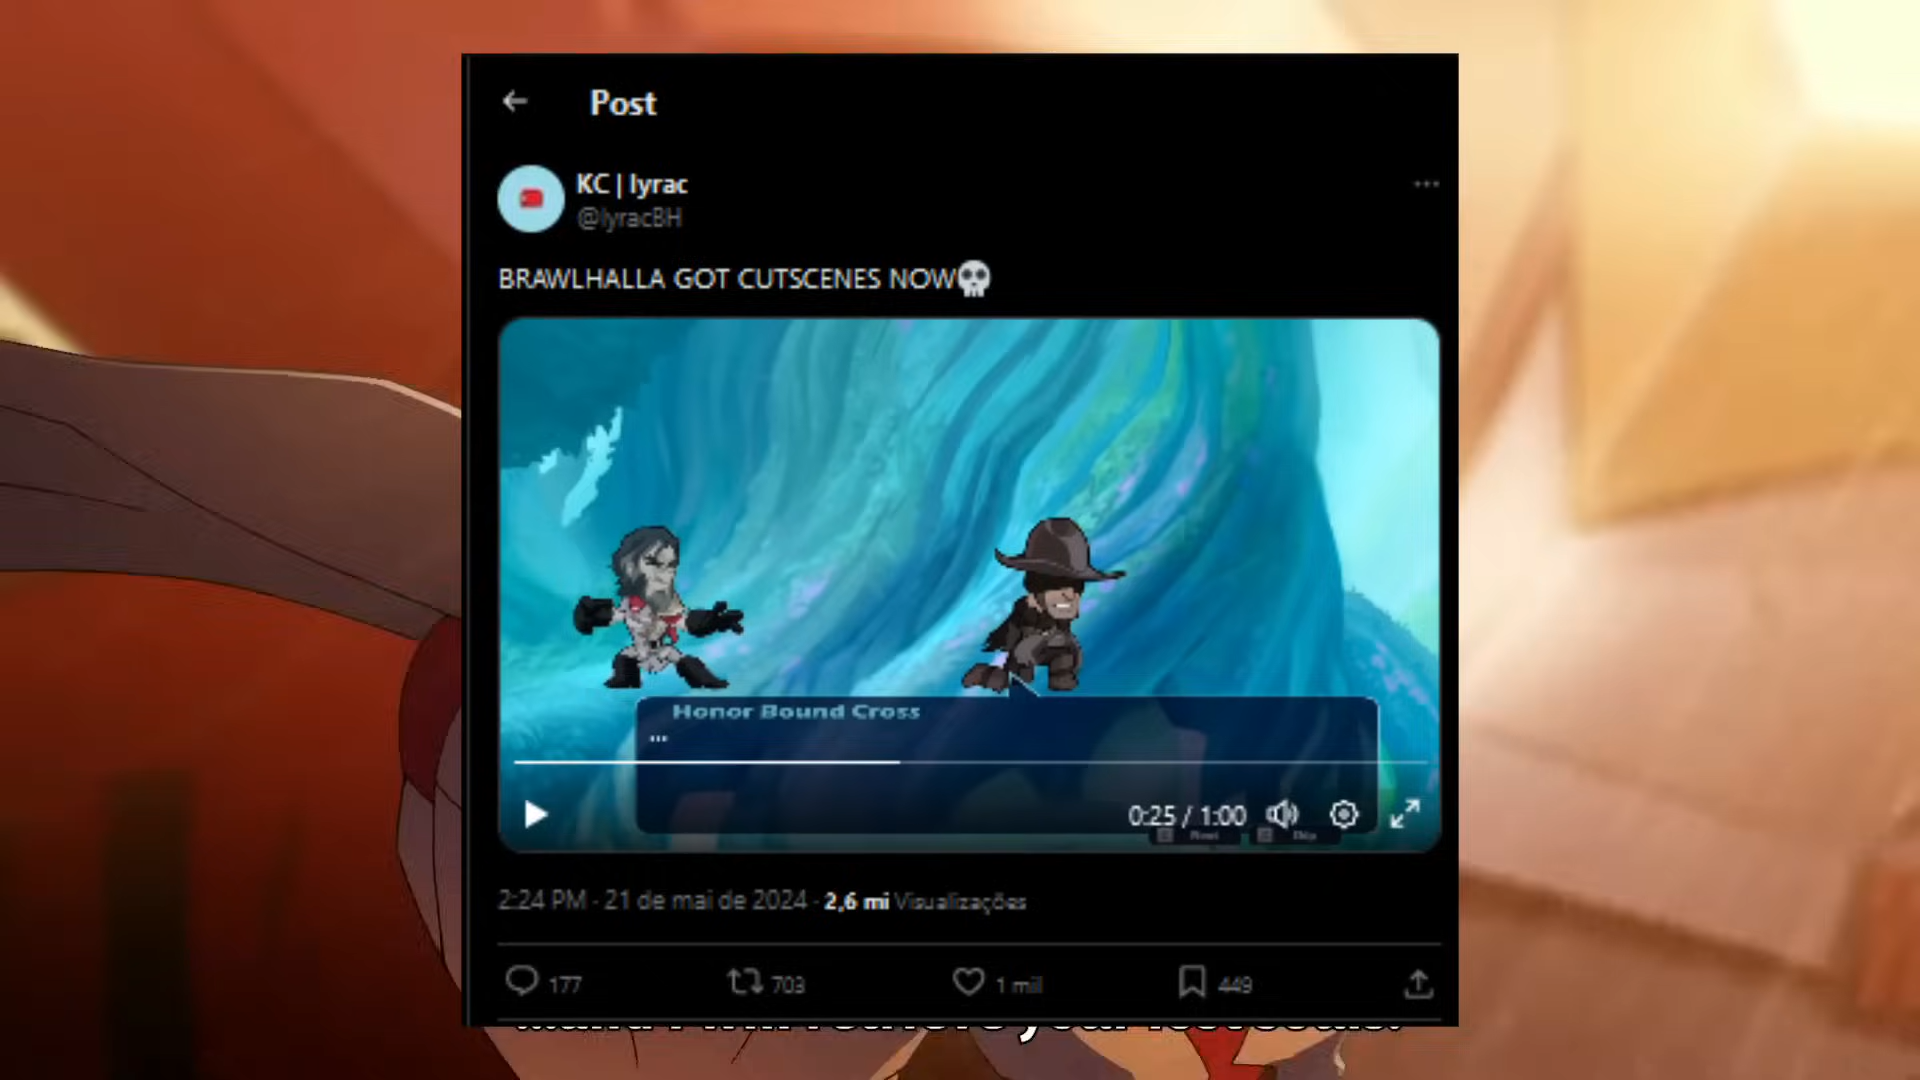 Post
KC | lyrac
@lyracBH
BRAWLHALLA GOT CUTSCENES NOW💀
Honor Bound Cross
...
0:25 / 1:00
2:24 PM · 21 de mai de 2024 · 2,6 mi Visualizações
177
703
1 mil
449
your